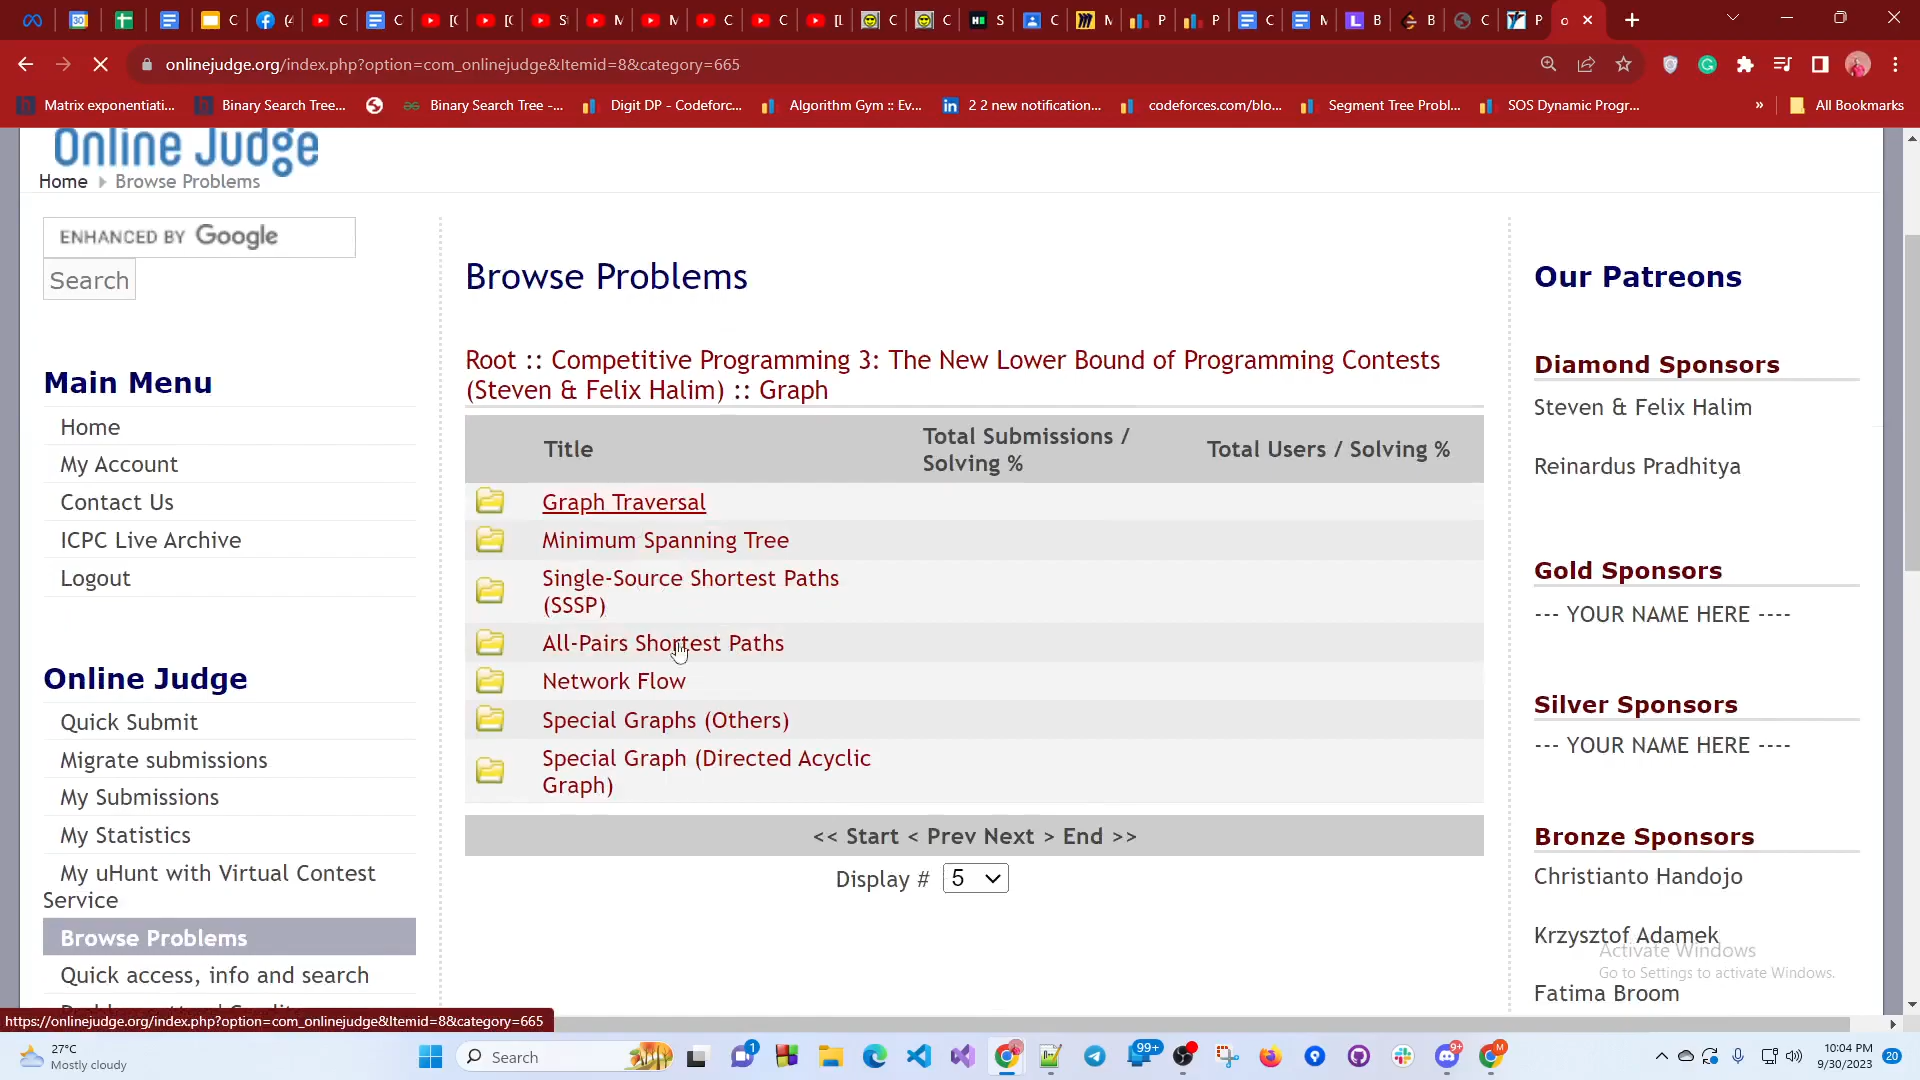 onlinejudge.org/index.php?option=com_onlinejudge&Itemid=8&category=665
Matrix exponentiati...
Binary Search Tree...
Binary Search Tree -...
Digit DP - Codeforc...
Algorithm Gym :: Ev...
2 2 new notification...
codeforces.com/blo...
Segment Tree Probl...
SOS Dynamic Progr...
»
All Bookmarks
Online Judge
Home
Browse Problems
ENHANCED BY Google
Search
Main Menu
Home
My Account
Contact Us
ICPC Live Archive
Logout
Online Judge
Quick Submit
Migrate submissions
My Submissions
My Statistics
My uHunt with Virtual Contest
Service
Browse Problems
Quick access, info and search
Browse Problems
Root :: Competitive Programming 3: The New Lower Bound of Programming Contests
(Steven & Felix Halim) :: Graph
Title
Total Submissions /
Solving %
Total Users / Solving %
Graph Traversal
Minimum Spanning Tree
Single-Source Shortest Paths
(SSSP)
All-Pairs Shortest Paths
Network Flow
Special Graphs (Others)
Special Graph (Directed Acyclic
Graph)
<< Start < Prev Next > End >>
Display # 5
Our Patreons
Diamond Sponsors
Steven & Felix Halim
Reinardus Pradhitya
Gold Sponsors
--- YOUR NAME HERE ----
Silver Sponsors
--- YOUR NAME HERE ----
Bronze Sponsors
Christianto Handojo
Krzysztof Adamek
Activate Windows
Go to Settings to activate Windows.
Fatima Broom
https://onlinejudge.org/index.php?option=com_onlinejudge&Itemid=8&category=665
27°C
Mostly cloudy
Search
1
99+
9+
10:04 PM
9/30/2023
20